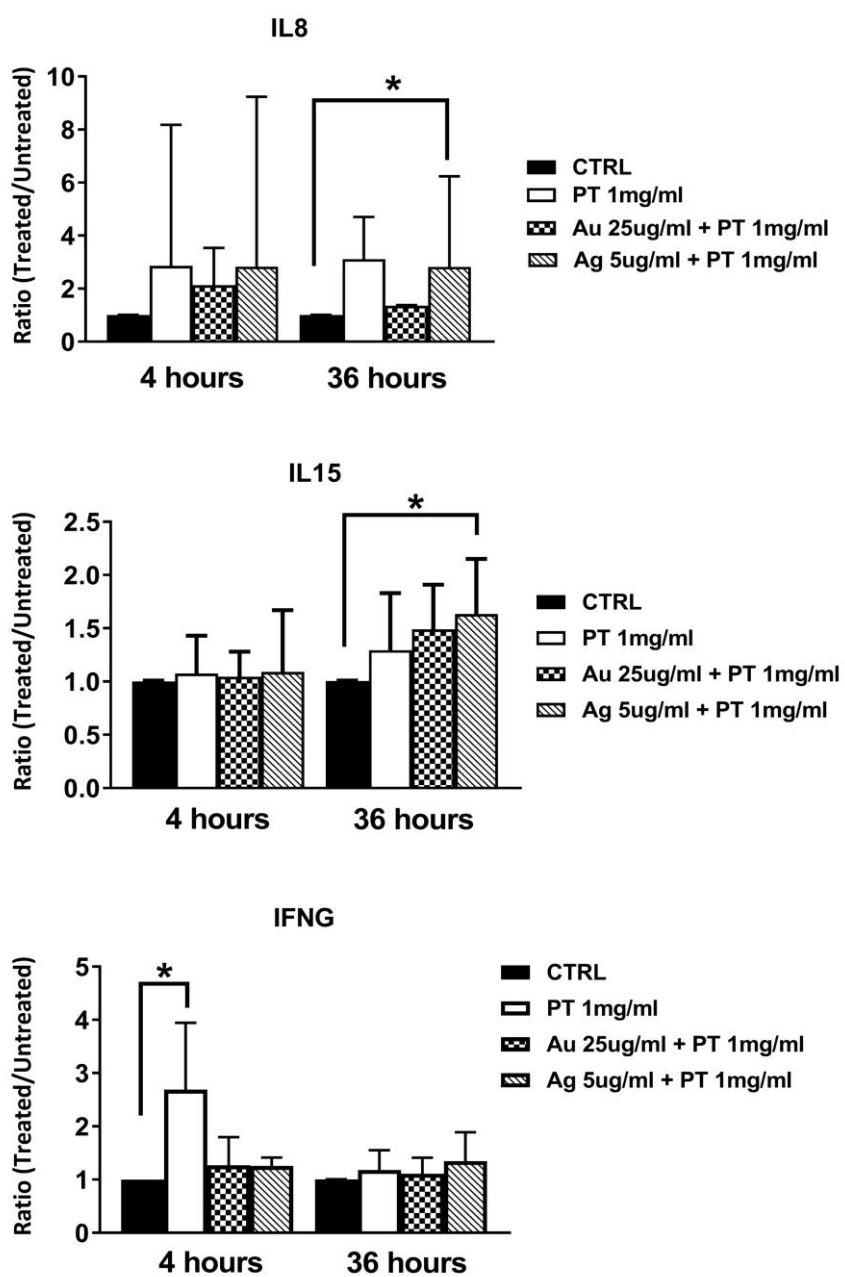 IL8
Ratio (Treated/Untreated)
10
8
6
4
2
0
*
4 hours
36 hours
CTRL
PT 1mg/ml
Au 25ug/ml + PT 1mg/ml
Ag 5ug/ml + PT 1mg/ml
IL15
Ratio (Treated/Untreated)
2.5
2.0
1.5
1.0
0.5
0.0
*
4 hours
36 hours
CTRL
PT 1mg/ml
Au 25ug/ml + PT 1mg/ml
Ag 5ug/ml + PT 1mg/ml
IFNG
Ratio (Treated/Untreated)
5
4
3
2
1
0
*
4 hours
36 hours
CTRL
PT 1mg/ml
Au 25ug/ml + PT 1mg/ml
Ag 5ug/ml + PT 1mg/ml